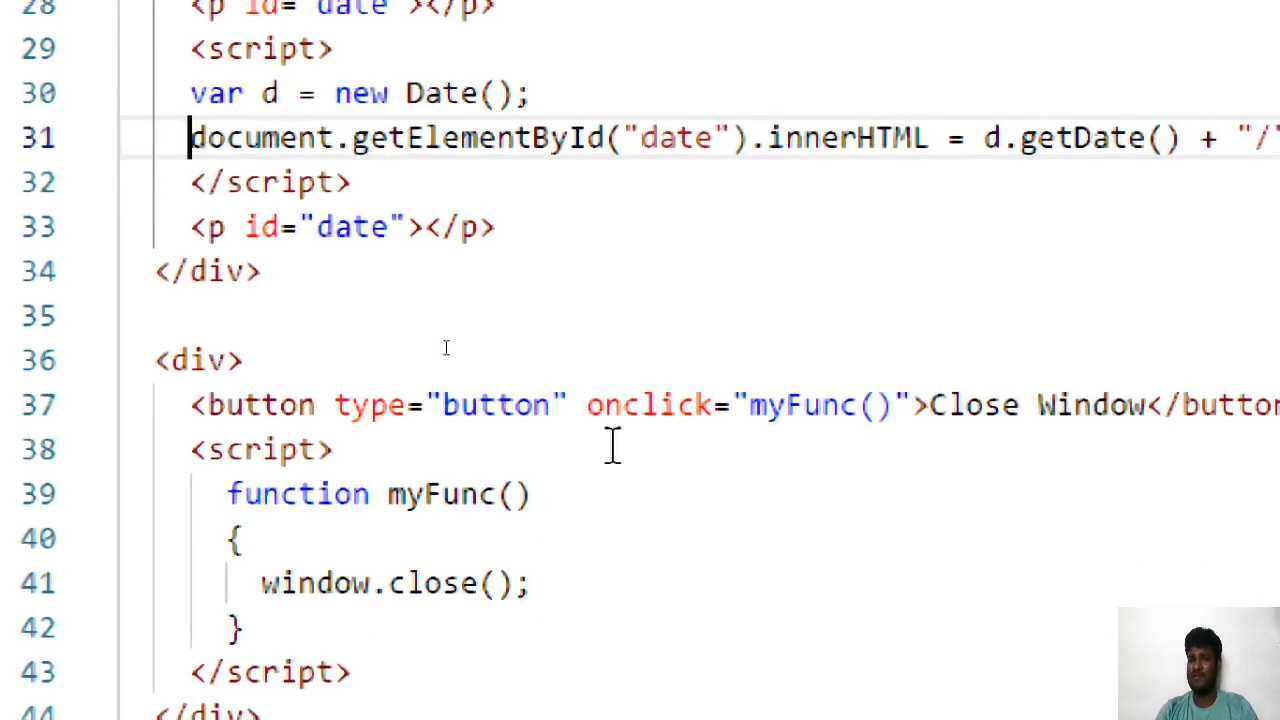 28 <p id="date"></p>
29 <script>
30 var d = new Date();
31 document.getElementById("date").innerHTML = d.getDate() + "/"
32 </script>
33 <p id="date"></p>
34 </div>
35
36 <div>
37 <button type="button" onclick="myFunc()">Close Window</button
38 <script>
39 function myFunc()
40 {
41 window.close();
42 }
43 </script>
44 </div>